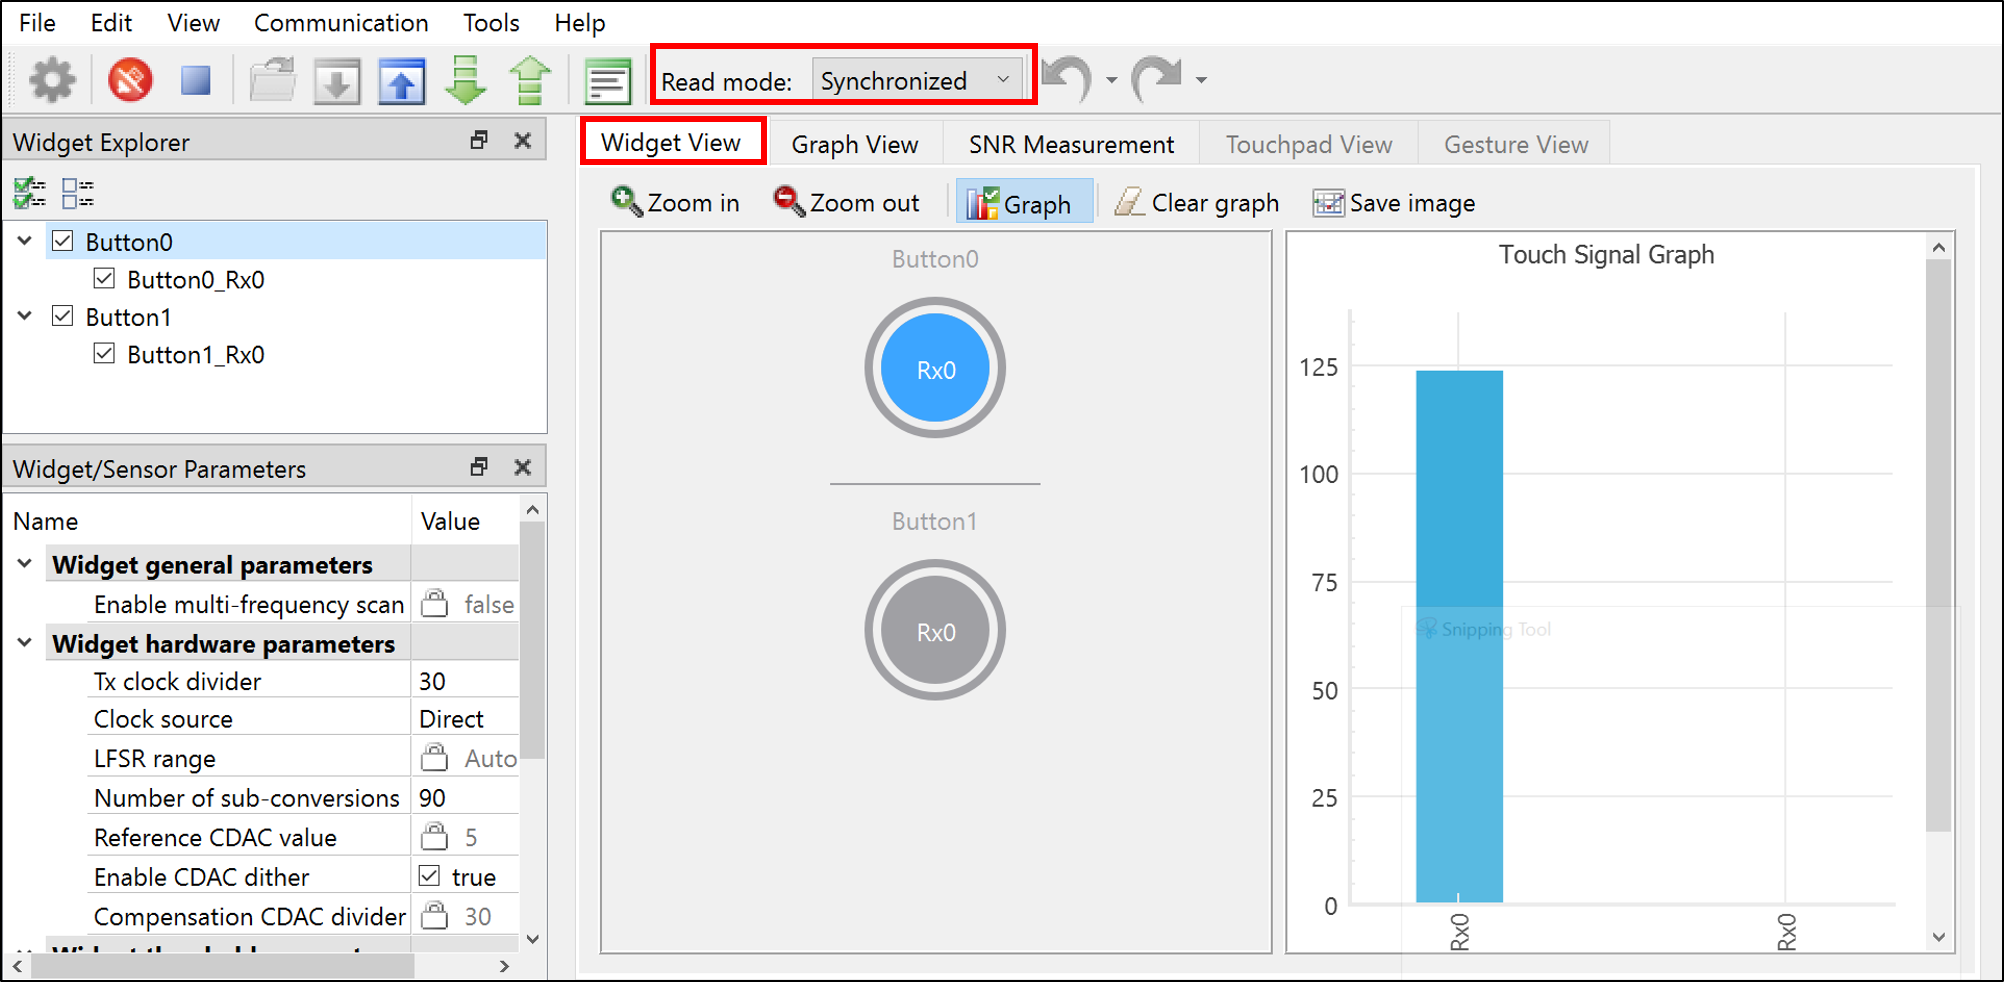 File Edit View Communication Tools Help
Read mode: Synchronized
Widget Explorer
Button0
Button0_Rx0
Button1
Button1_Rx0
Widget/Sensor Parameters
Name Value
Widget general parameters
Enable multi-frequency scan false
Widget hardware parameters
Tx clock divider 30
Clock source Direct
LFSR range Auto
Number of sub-conversions 90
Reference CDAC value 5
Enable CDAC dither true
Compensation CDAC divider 30
Widget View Graph View SNR Measurement Touchpad View Gesture View
Zoom in Zoom out Graph Clear graph Save image
Button0
Rx0
Button1
Rx0
Touch Signal Graph
125
100
75
Snipping Tool
50
25
0
Rx0 Rx0